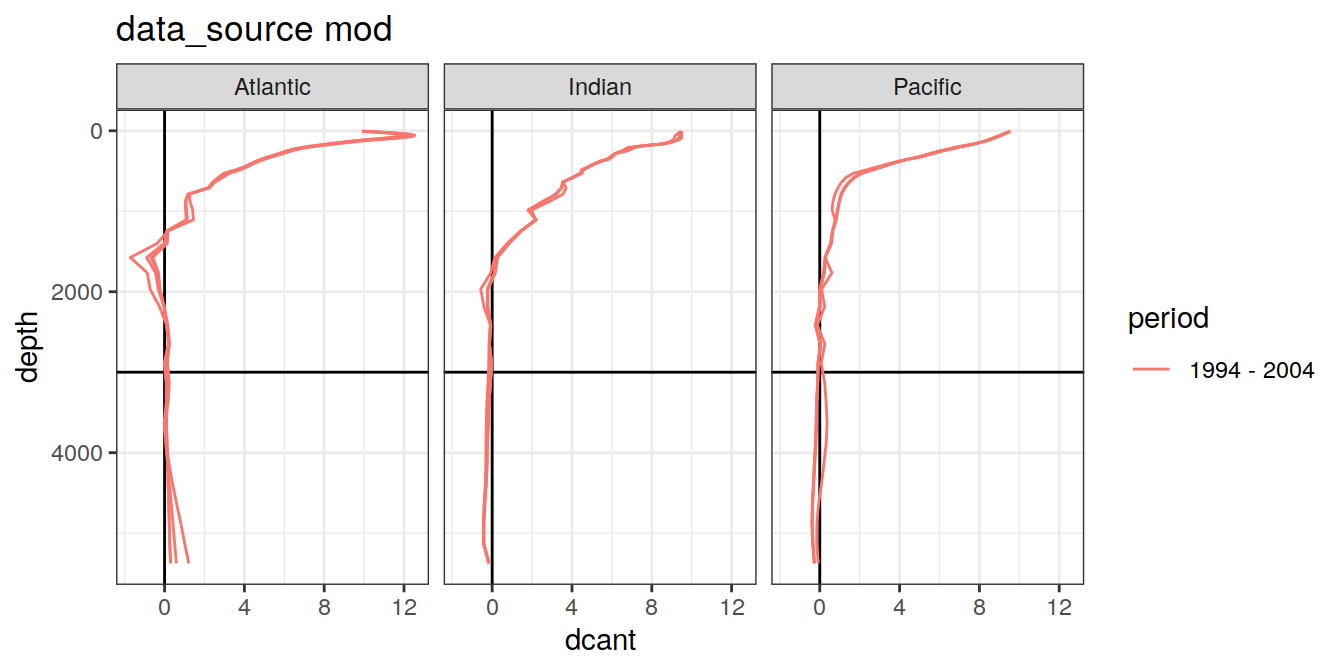 data_source mod
Atlantic Indian Pacific
0
2000
4000
depth
0 4 8 12 0 4 8 12 0 4 8 12
dcant
period
1994 - 2004